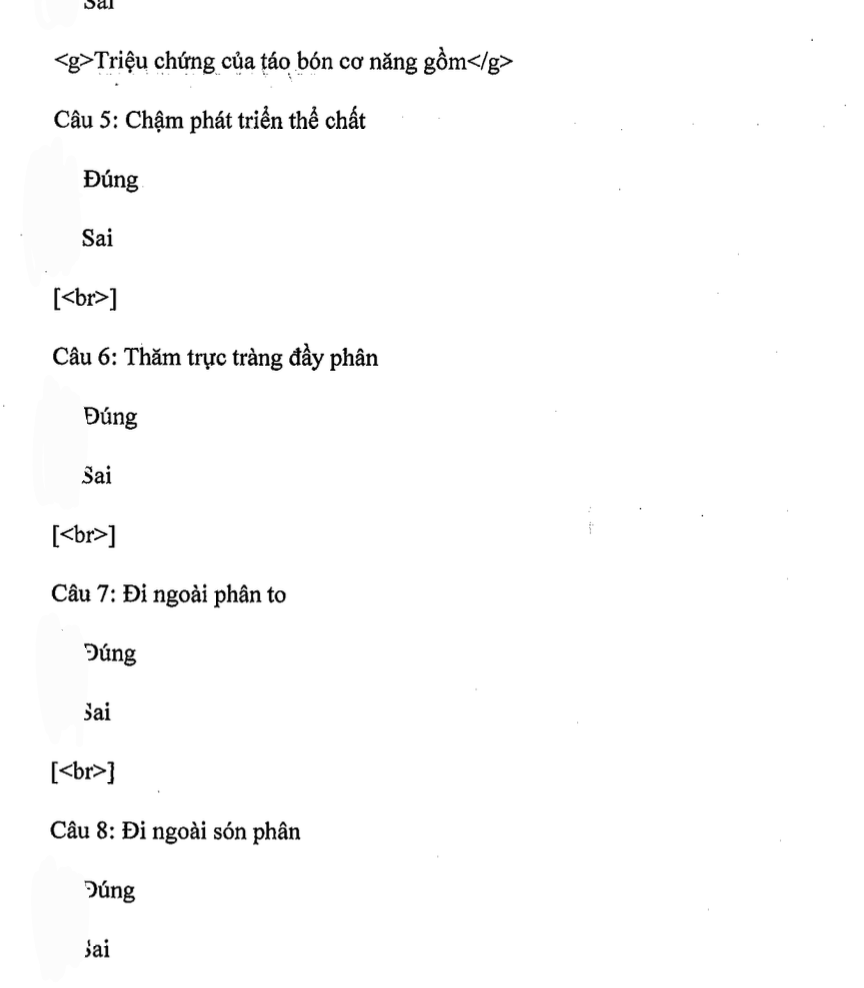 Sai
<g>Triệu chứng của táo bón cơ năng gồm</g>
Câu 5: Chậm phát triển thể chất
Đúng
Sai
[<br>]
Câu 6: Thăm trực tràng đầy phân
Đúng
Sai
[<br>]
Câu 7: Đi ngoài phân to
Đúng
Sai
[<br>]
Câu 8: Đi ngoài són phân
Đúng
Sai